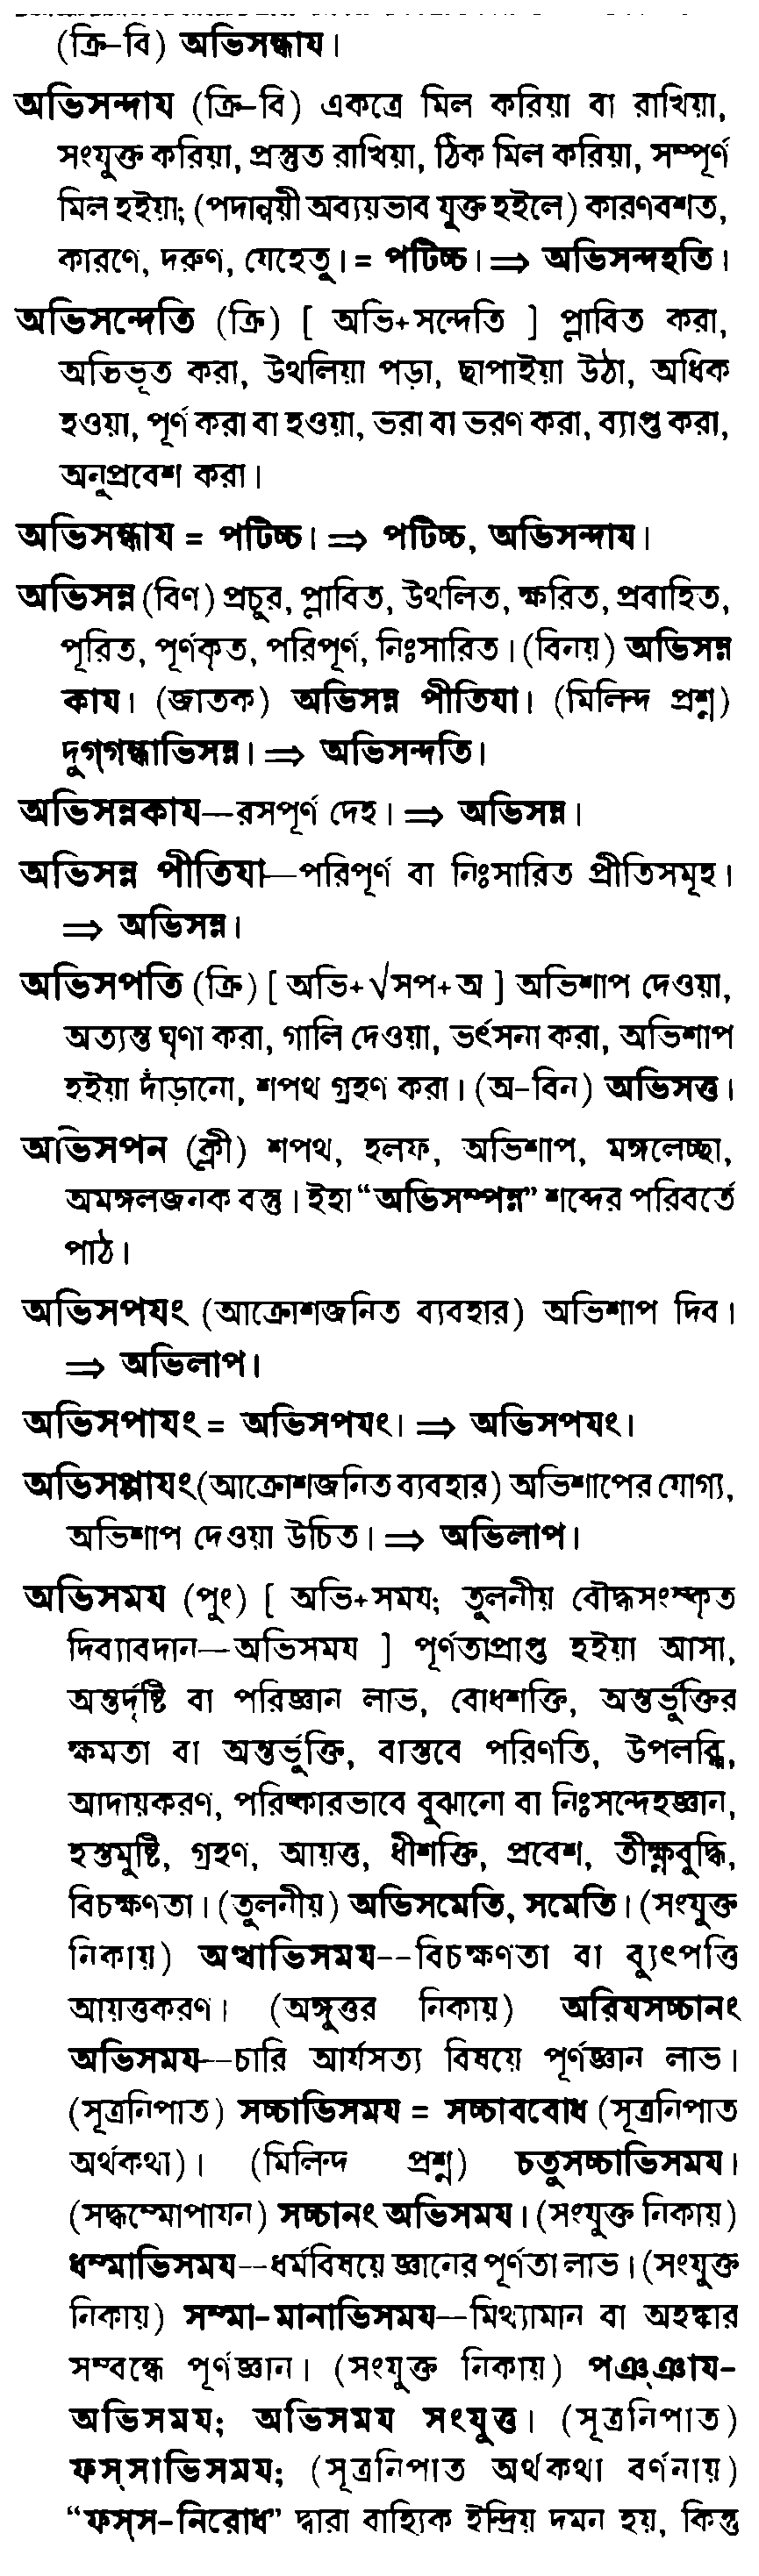 (ক্রি-বি) অভিসন্ধায।
অভিসন্দায (ক্রি-বি) একত্রে মিল করিয়া বা রাখিয়া,
সংযুক্ত করিয়া, প্রস্তুত রাখিয়া, ঠিক মিল করিয়া, সম্পূর্ণ
মিল হইয়া; (পদান্বয়ী অব্যয়ভাব যুক্ত হইলে) কারণবশত,
কারণে, দরুণ, যেহেতু। = পটিচ্চ। ⇒ অভিসন্দহতি।
অভিসন্দেতি (ক্রি) [ অভি+সন্দেতি ] প্লাবিত করা,
অভিভূত করা, উথলিয়া পড়া, ছাপাইয়া উঠা, অধিক
হওয়া, পূর্ণ করা বা হওয়া, ভরা বা ভরণ করা, ব্যাপ্ত করা,
অনুপ্রবেশ করা।
অভিসন্ধায = পটিচ্চ। ⇒ পটিচ্চ, অভিসন্দায।
অভিসন্ন (বিণ) প্রচুর, প্লাবিত, উথলিত, ক্ষরিত, প্রবাহিত,
পূরিত, পূর্ণকৃত, পরিপূর্ণ, নিঃসারিত। (বিনয়) অভিসন্ন
কায। (জাতক) অভিসন্ন পীতিযা। (মিলিন্দ প্রশ্ন)
দুগ্গন্ধাভিসন্ন। ⇒ অভিসন্দতি।
অভিসন্নকায—রসপূর্ণ দেহ। ⇒ অভিসন্ন।
অভিসন্ন পীতিযা—পরিপূর্ণ বা নিঃসারিত প্রীতিসমূহ।
⇒ অভিসন্ন।
অভিসপতি (ক্রি) [ অভি+√সপ+অ ] অভিশাপ দেওয়া,
অত্যন্ত ঘৃণা করা, গালি দেওয়া, ভর্ৎসনা করা, অভিশাপ
হইয়া দাঁড়ানো, শপথ গ্রহণ করা। (অ-বিন) অভিসত্ত।
অভিসপন (ক্লী) শপথ, হলফ, অভিশাপ, মঙ্গলেচ্ছা,
অমঙ্গলজনক বস্তু। ইহা “অভিসম্পন্ন” শব্দের পরিবর্তে
পাঠ।
অভিসপযং (আক্রোশজনিত ব্যবহার) অভিশাপ দিব।
⇒ অভিলাপ।
অভিসপাযং = অভিসপযং। ⇒ অভিসপযং।
অভিসপ্পাযং (আক্রোশজনিত ব্যবহার) অভিশাপের যোগ্য,
অভিশাপ দেওয়া উচিত। ⇒ অভিলাপ।
অভিসময (পুং) [ অভি+সময; তুলনীয় বৌদ্ধসংস্কৃত
দিব্যাবদান—অভিসময ] পূর্ণতাপ্রাপ্ত হইয়া আসা,
অন্তর্দৃষ্টি বা পরিজ্ঞান লাভ, বোধশক্তি, অন্তর্ভুক্তির
ক্ষমতা বা অন্তর্ভুক্তি, বাস্তবে পরিণতি, উপলব্ধি,
আদায়করণ, পরিষ্কারভাবে বুঝানো বা নিঃসন্দেহজ্ঞান,
হস্তমুষ্টি, গ্রহণ, আয়ত্ত, ধীশক্তি, প্রবেশ, তীক্ষ্ণবুদ্ধি,
বিচক্ষণতা। (তুলনীয়) অভিসমেতি, সমেতি। (সংযুক্ত
নিকায়) অত্থাভিসময--বিচক্ষণতা বা ব্যুৎপত্তি
আয়ত্তকরণ। (অঙ্গুত্তর নিকায়) অরিযসচ্চানং
অভিসময--চারি আর্যসত্য বিষয়ে পূর্ণজ্ঞান লাভ।
(সূত্রনিপাত) সচ্চাভিসময = সচ্চাববোধ (সূত্রনিপাত
অর্থকথা)। (মিলিন্দ প্রশ্ন) চতুসচ্চাভিসময।
(সদ্ধম্মোপাযন) সচ্চানং অভিসময। (সংযুক্ত নিকায়)
ধম্মাভিসময--ধর্মবিষয়ে জ্ঞানের পূর্ণতা লাভ। (সংযুক্ত
নিকায়) সম্মা-মানাভিসময—মিথ্যামান বা অহঙ্কার
সম্বন্ধে পূর্ণজ্ঞান। (সংযুক্ত নিকায়) পঞ্ঞায-
অভিসময; অভিসময সংযুত্ত। (সূত্রনিপাত)
ফস্সাভিসময; (সূত্রনিপাত অর্থকথা বর্ণনায়)
“ফস্স-নিরোধ” দ্বারা বাহ্যিক ইন্দ্রিয় দমন হয়, কিন্তু